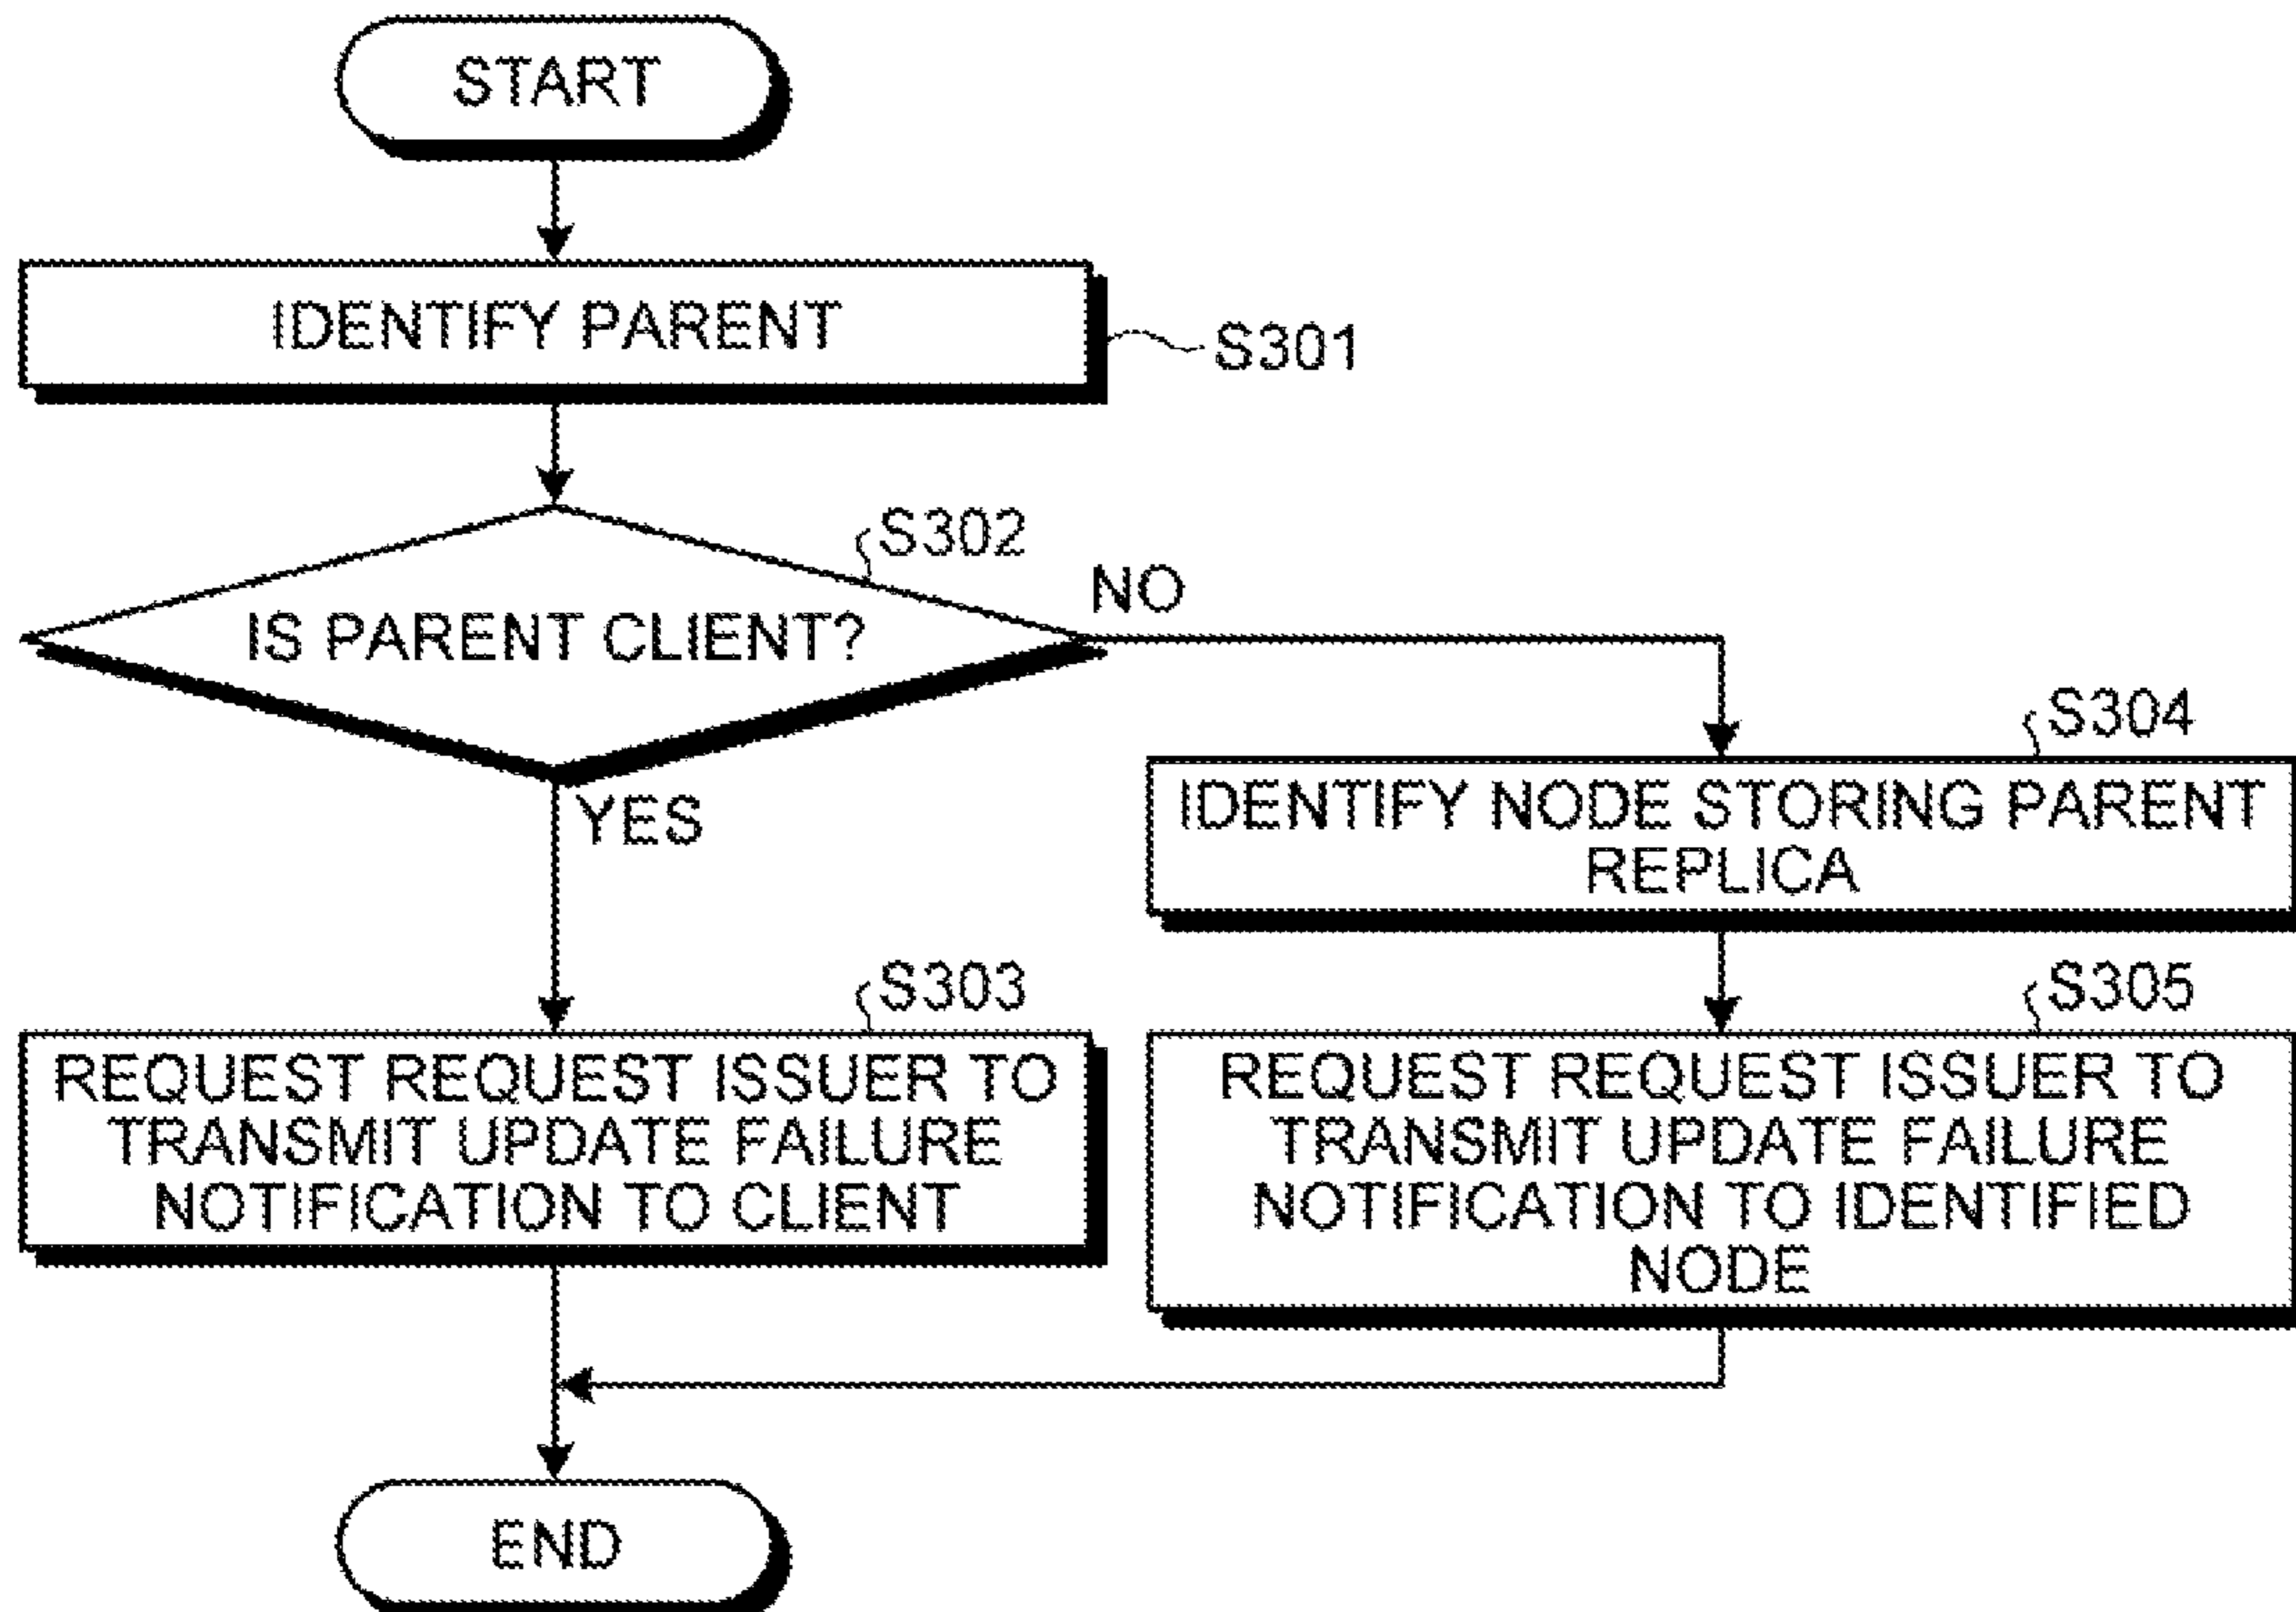 START
IDENTIFY PARENT
S301
S302
IS PARENT CLIENT?
NO
YES
S304
IDENTIFY NODE STORING PARENT
REPLICA
S303
REQUEST REQUEST ISSUER TO
TRANSMIT UPDATE FAILURE
NOTIFICATION TO CLIENT
S305
REQUEST REQUEST ISSUER TO
TRANSMIT UPDATE FAILURE
NOTIFICATION TO IDENTIFIED
NODE
END